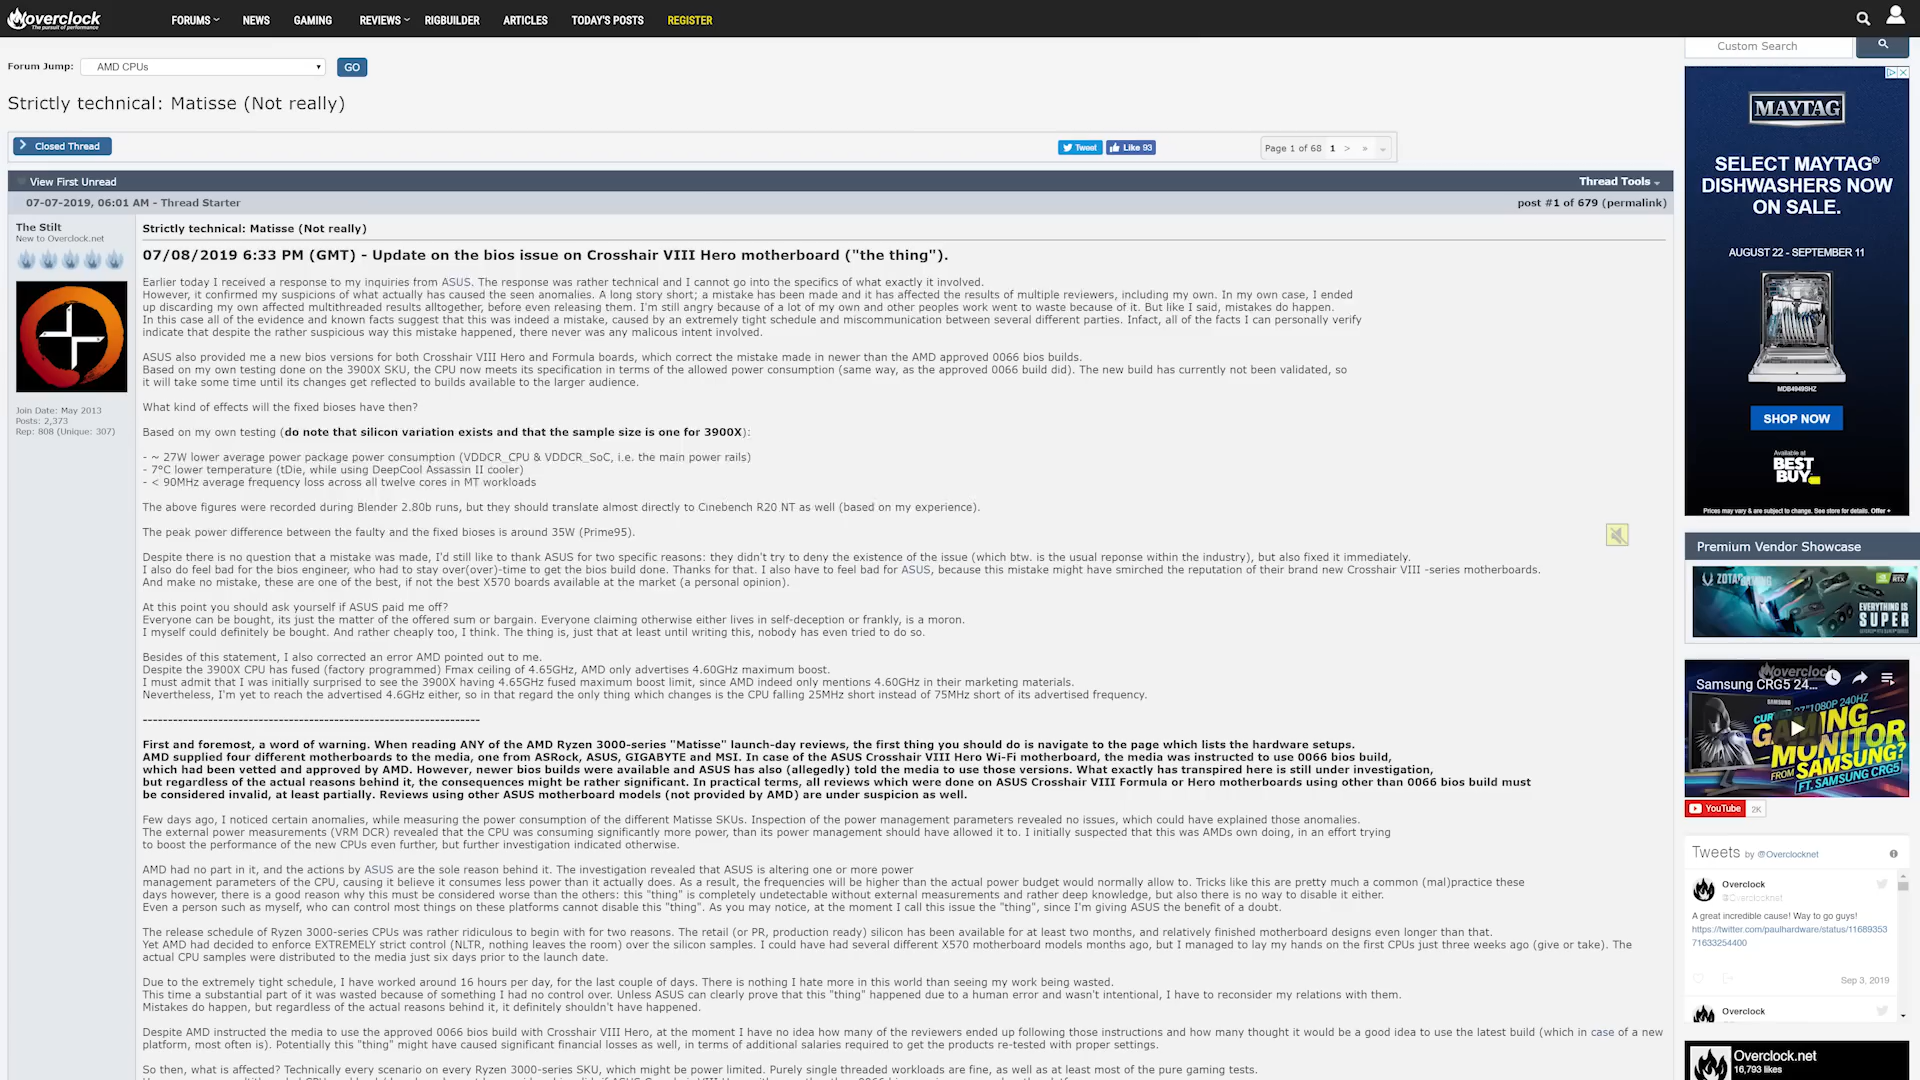 overclock
The pursuit of performance
FORUMS
NEWS
GAMING
REVIEWS
RIGBUILDER
ARTICLES
TODAY'S POSTS
REGISTER
Forum Jump:
AMD CPUs
GO
Custom Search
Strictly technical: Matisse (Not really)
Closed Thread
Tweet
Like 93
Page 1 of 68 1 > »
View First Unread
Thread Tools
07-07-2019, 06:01 AM - Thread Starter
post #1 of 679 (permalink)
The Stilt
New to Overclock.net
Join Date: May 2013
Posts: 2,373
Rep: 808 (Unique: 307)
Strictly technical: Matisse (Not really)
07/08/2019 6:33 PM (GMT) - Update on the bios issue on Crosshair VIII Hero motherboard ("the thing").
Earlier today I received a response to my inquiries from ASUS. The response was rather technical and I cannot go into the specifics of what exactly it involved.
However, it confirmed my suspicions of what actually has caused the seen anomalies. A long story short; a mistake has been made and it has affected the results of multiple reviewers, including my own. In my own case, I ended
up discarding my own affected multithreaded results alltogether, before even releasing them. I'm still angry because of a lot of my own and other peoples work went to waste because of it. But like I said, mistakes do happen.
In this case all of the evidence and known facts suggest that this was indeed a mistake, caused by an extremely tight schedule and miscommunication between several different parties. Infact, all of the facts I can personally verify
indicate that despite the rather suspicious way this mistake happened, there never was any malicous intent involved.
ASUS also provided me a new bios versions for both Crosshair VIII Hero and Formula boards, which correct the mistake made in newer than the AMD approved 0066 bios builds.
Based on my own testing done on the 3900X SKU, the CPU now meets its specification in terms of the allowed power consumption (same way, as the approved 0066 build did). The new build has currently not been validated, so
it will take some time until its changes get reflected to builds available to the larger audience.
What kind of effects will the fixed bioses have then?
Based on my own testing (do note that silicon variation exists and that the sample size is one for 3900X):
- ~ 27W lower average power package power consumption (VDDCR_CPU & VDDCR_SoC, i.e. the main power rails)
- 7°C lower temperature (tDie, while using DeepCool Assassin II cooler)
- < 90MHz average frequency loss across all twelve cores in MT workloads
The above figures were recorded during Blender 2.80b runs, but they should translate almost directly to Cinebench R20 NT as well (based on my experience).
The peak power difference between the faulty and the fixed bioses is around 35W (Prime95).
Despite there is no question that a mistake was made, I'd still like to thank ASUS for two specific reasons: they didn't try to deny the existence of the issue (which btw. is the usual reponse within the industry), but also fixed it immediately.
I also do feel bad for the bios engineer, who had to stay over(over)-time to get the bios build done. Thanks for that. I also have to feel bad for ASUS, because this mistake might have smirched the reputation of their brand new Crosshair VIII -series motherboards.
And make no mistake, these are one of the best, if not the best X570 boards available at the market (a personal opinion).
At this point you should ask yourself if ASUS paid me off?
Everyone can be bought, its just the matter of the offered sum or bargain. Everyone claiming otherwise either lives in self-deception or frankly, is a moron.
I myself could definitely be bought. And rather cheaply too, I think. The thing is, just that at least until writing this, nobody has even tried to do so.
Besides of this statement, I also corrected an error AMD pointed out to me.
Despite the 3900X CPU has fused (factory programmed) Fmax ceiling of 4.65GHz, AMD only advertises 4.60GHz maximum boost.
I must admit that I was initially surprised to see the 3900X having 4.65GHz fused maximum boost limit, since AMD indeed only mentions 4.60GHz in their marketing materials.
Nevertheless, I'm yet to reach the advertised 4.6GHz either, so in that regard the only thing which changes is the CPU falling 25MHz short instead of 75MHz short of its advertised frequency.
--------------------------------------------------------------------
First and foremost, a word of warning. When reading ANY of the AMD Ryzen 3000-series "Matisse" launch-day reviews, the first thing you should do is navigate to the page which lists the hardware setups.
AMD supplied four different motherboards to the media, one from ASRock, ASUS, GIGABYTE and MSI. In case of the ASUS Crosshair VIII Hero Wi-Fi motherboard, the media was instructed to use 0066 bios build,
which had been vetted and approved by AMD. However, newer bios builds were available and ASUS has also (allegedly) told the media to use those versions. What exactly has transpired here is still under investigation,
but regardless of the actual reasons behind it, the consequences might be rather significant. In practical terms, all reviews which were done on ASUS Crosshair VIII Formula or Hero motherboards using other than 0066 bios build must
be considered invalid, at least partially. Reviews using other ASUS motherboard models (not provided by AMD) are under suspicion as well.
Few days ago, I noticed certain anomalies, while measuring the power consumption of the different Matisse SKUs. Inspection of the power management parameters revealed no issues, which could have explained those anomalies.
The external power measurements (VRM DCR) revealed that the CPU was consuming significantly more power, than its power management should have allowed it to. I initially suspected that this was AMDs own doing, in an effort trying
to boost the performance of the new CPUs even further, but further investigation indicated otherwise.
AMD had no part in it, and the actions by ASUS are the sole reason behind it. The investigation revealed that ASUS is altering one or more power
management parameters of the CPU, causing it believe it consumes less power than it actually does. As a result, the frequencies will be higher than the actual power budget would normally allow to. Tricks like this are pretty much a common (mal)practice these
days however, there is a good reason why this must be considered worse than the others: this "thing" is completely undetectable without external measurements and rather deep knowledge, but also there is no way to disable it either.
Even a person such as myself, who can control most things on these platforms cannot disable this "thing". As you may notice, at the moment I call this issue the "thing", since I'm giving ASUS the benefit of a doubt.
The release schedule of Ryzen 3000-series CPUs was rather ridiculous to begin with for two reasons. The retail (or PR, production ready) silicon has been available for at least two months, and relatively finished motherboard designs even longer than that.
Yet AMD had decided to enforce EXTREMELY strict control (NLTR, nothing leaves the room) over the silicon samples. I could have had several different X570 motherboard models months ago, but I managed to lay my hands on the first CPUs just three weeks ago (give or take). The
actual CPU samples were distributed to the media just six days prior to the launch date.
Due to the extremely tight schedule, I have worked around 16 hours per day, for the last couple of days. There is nothing I hate more in this world than seeing my work being wasted.
This time a substantial part of it was wasted because of something I had no control over. Unless ASUS can clearly prove that this "thing" happened due to a human error and wasn't intentional, I have to reconsider my relations with them.
Mistakes do happen, but regardless of the actual reasons behind it, it definitely shouldn't have happened.
Despite AMD instructed the media to use the approved 0066 bios build with Crosshair VIII Hero, at the moment I have no idea how many of the reviewers ended up following those instructions and how many thought it would be a good idea to use the latest build (which in case of a new
platform, most often is). Potentially this "thing" might have caused significant financial losses as well, in terms of additional salaries required to get the products re-tested with proper settings.
So then, what is affected? Technically every scenario on every Ryzen 3000-series SKU, which might be power limited. Purely single threaded workloads are fine, as well as at least most of the pure gaming tests.
MAYTAG
SELECT MAYTAG®
DISHWASHERS NOW
ON SALE.
AUGUST 22 - SEPTEMBER 11
MDB4949SHZ
SHOP NOW
Available at
BEST
BUY
Prices may vary & are subject to change. See store for details. Offer +
Premium Vendor Showcase
ZOTAC GAMING
RTX
EVERYTHING IS
SUPER
overclock
Samsung CRG5 24...
SAMSUNG
CURVED 27" 1080P 240HZ
GAMING
MONITOR
FROM SAMSUNG?
FT. SAMSUNG CRG5
YouTube 2K
Tweets by @Overclocknet
Overclock
@Overclocknet
A great incredible cause! Way to go guys!
https://twitter.com/paulhardware/status/11689353
71633254400
Sep 3, 2019
Overclock
Overclock.net
16,793 likes